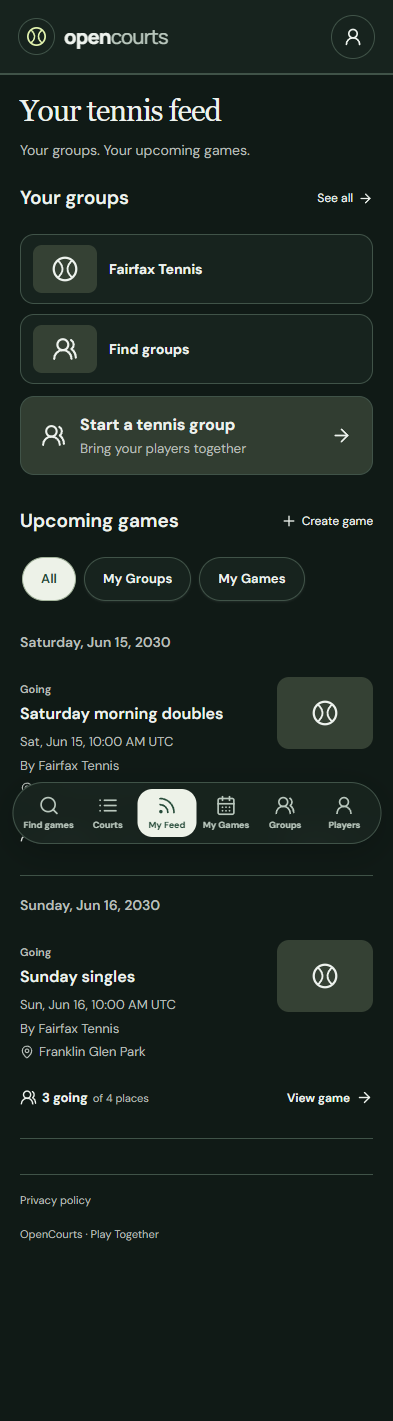 opencourts
Your tennis feed
Your groups. Your upcoming games.
Your groups
See all
Fairfax Tennis
Find groups
Start a tennis group
Bring your players together
Upcoming games
Create game
All
My Groups
My Games
Saturday, Jun 15, 2030
Going
Saturday morning doubles
Sat, Jun 15, 10:00 AM UTC
By Fairfax Tennis
Find games
Courts
My Feed
My Games
Groups
Players
Sunday, Jun 16, 2030
Going
Sunday singles
Sun, Jun 16, 10:00 AM UTC
By Fairfax Tennis
Franklin Glen Park
3 going of 4 places
View game
Privacy policy
OpenCourts · Play Together